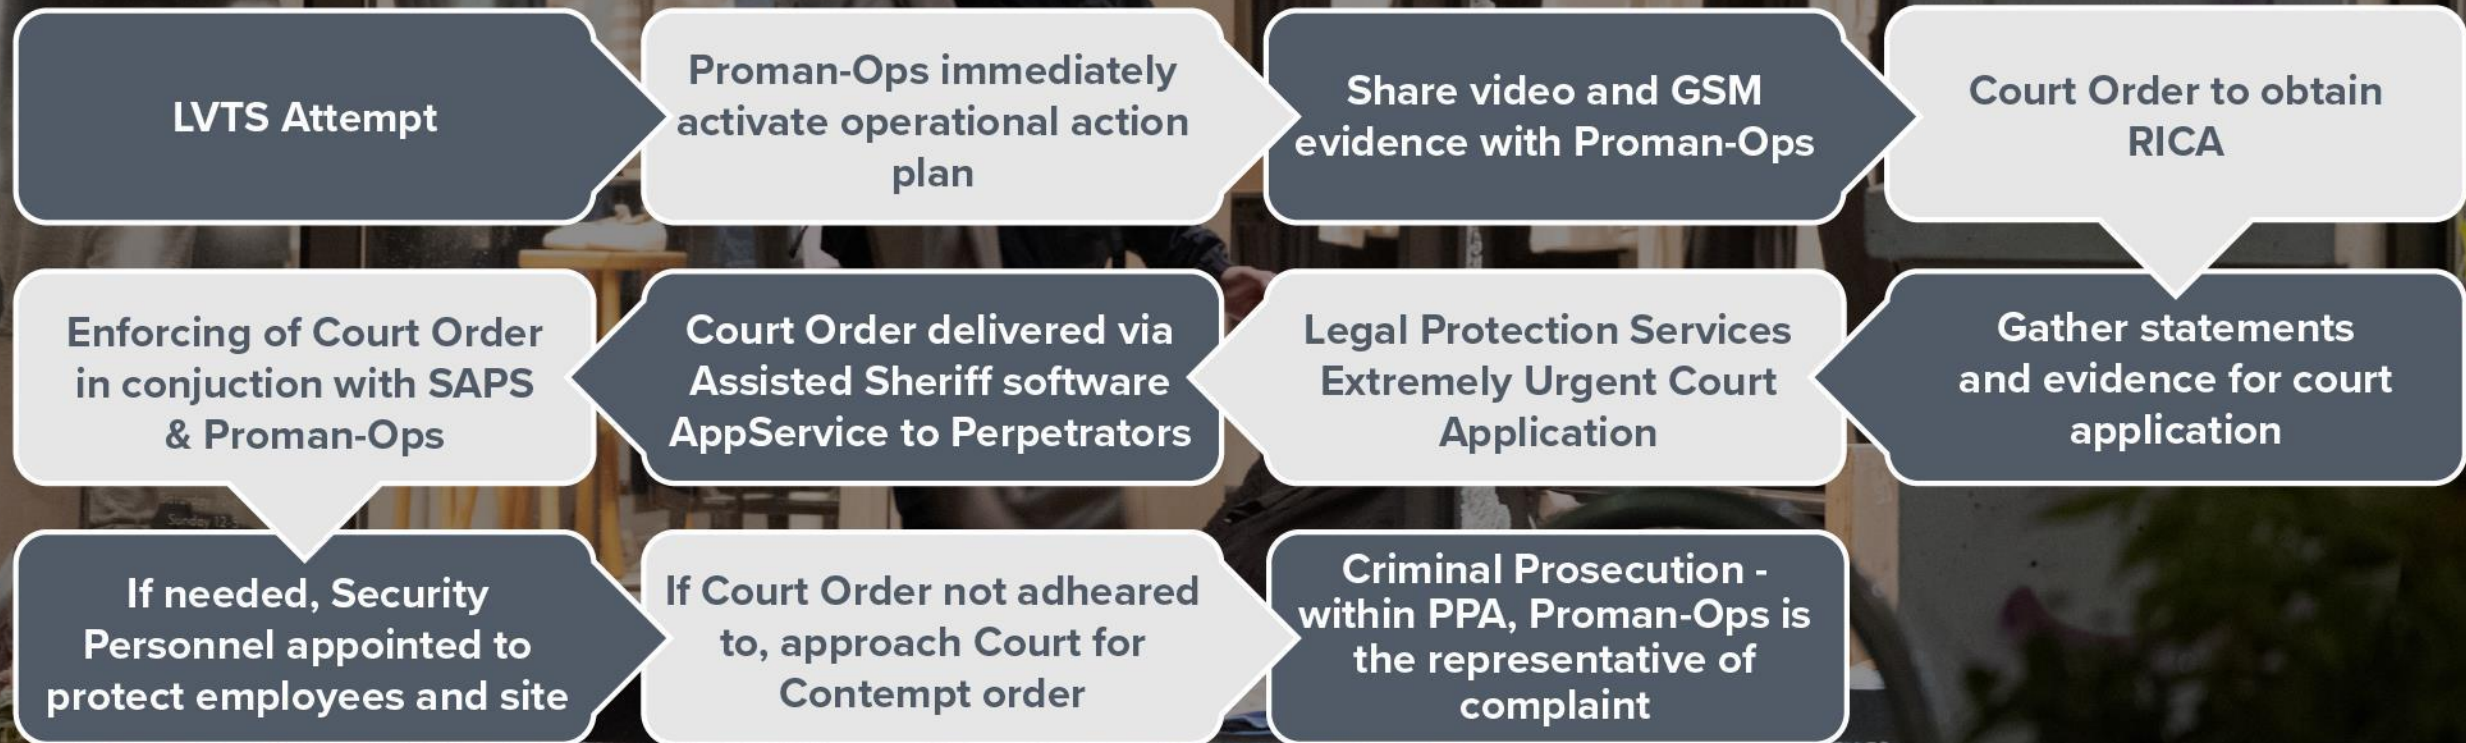 LVTS Attempt
Proman-Ops immediately
activate operational action
plan
Share video and GSM
evidence with Proman-Ops
Court Order to obtain
RICA
Gather statements
and evidence for court
application
Legal Protection Services
Extremely Urgent Court
Application
Court Order delivered via
Assisted Sheriff software
AppService to Perpetrators
Enforcing of Court Order
in conjuction with SAPS
& Proman-Ops
If needed, Security
Personnel appointed to
protect employees and site
If Court Order not adheared
to, approach Court for
Contempt order
Criminal Prosecution -
within PPA, Proman-Ops is
the representative of
complaint